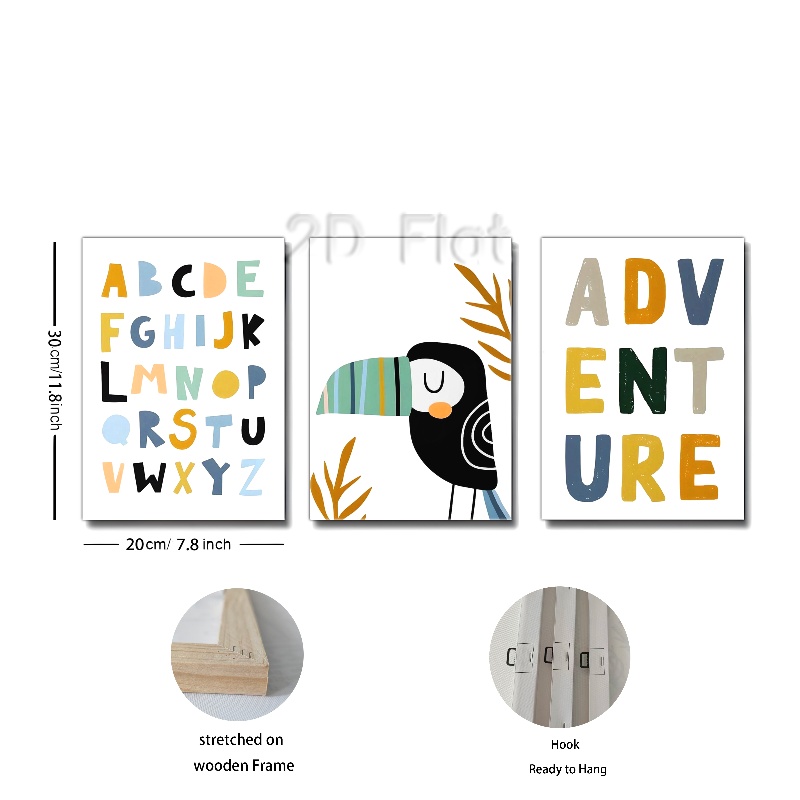 2D Flat
ABCDE
FGHIJK
LMNOP
QRSTU
VWXYZ
ADV
ENT
URE
30cm/11.8inch
20cm/ 7.8 inch
stretched on
wooden Frame
Hook
Ready to Hang